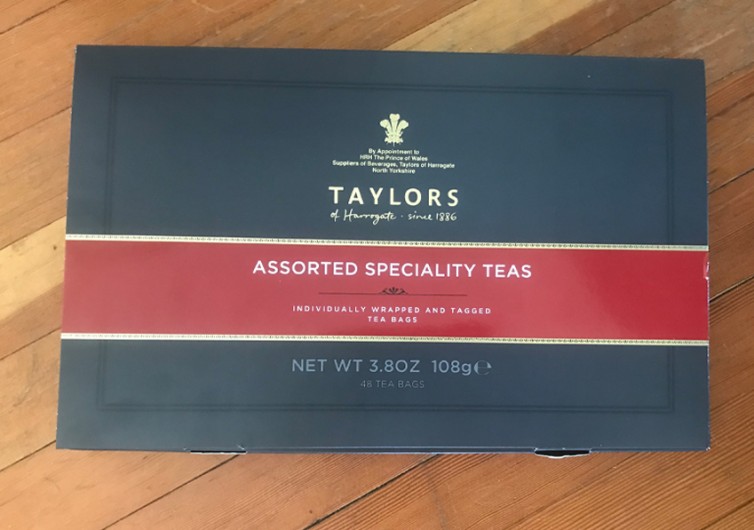 By Appointment to
HRH The Prince of Wales
Suppliers of Beverages, Taylors of Harrogate
North Yorkshire
TAYLORS
of Harrogate · since 1886
ASSORTED SPECIALITY TEAS
INDIVIDUALLY WRAPPED AND TAGGED
TEA BAGS
NET WT 3.8OZ 108g℮
48 TEA BAGS